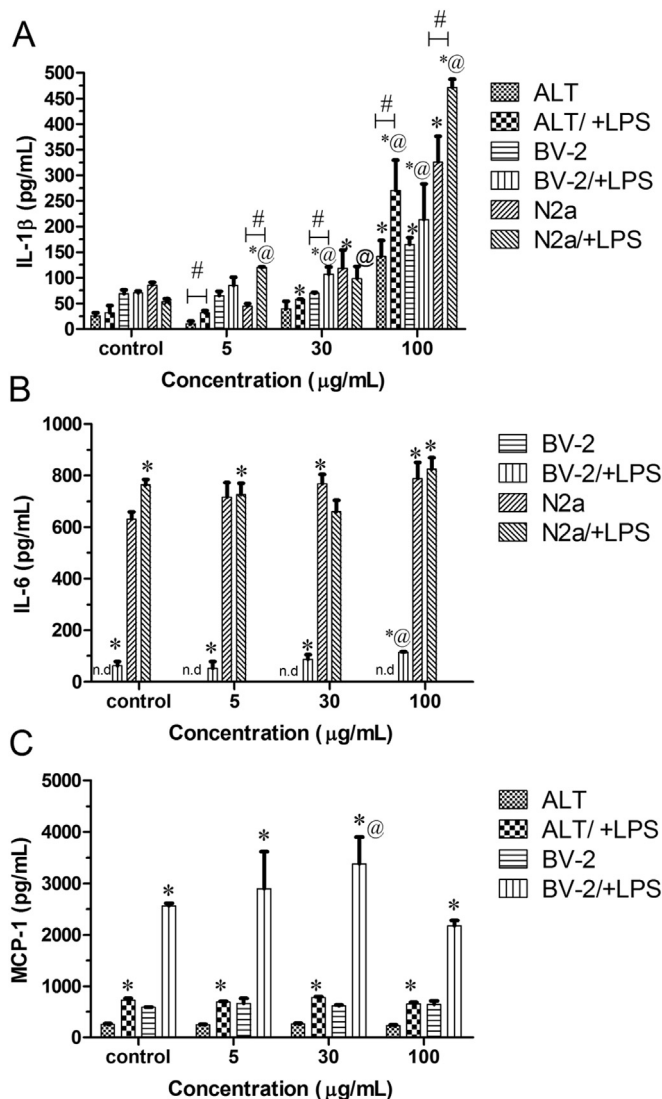 A
IL-1β (pg/mL)
500
450
400
350
300
250
200
150
100
50
0
# #
*@ *@
# # # *
*@ *@ * @ * * *@
# *
control 5 30 100
Concentration (μg/mL)
ALT
ALT/ +LPS
BV-2
BV-2/+LPS
N2a
N2a/+LPS
B
IL-6 (pg/mL)
1000
800
600
400
200
0
* * * * *
* * * *@
n.d n.d n.d n.d
control 5 30 100
Concentration (μg/mL)
BV-2
BV-2/+LPS
N2a
N2a/+LPS
C
MCP-1 (pg/mL)
5000
4000
3000
2000
1000
0
* * *@ *
* * * *
control 5 30 100
Concentration (μg/mL)
ALT
ALT/ +LPS
BV-2
BV-2/+LPS